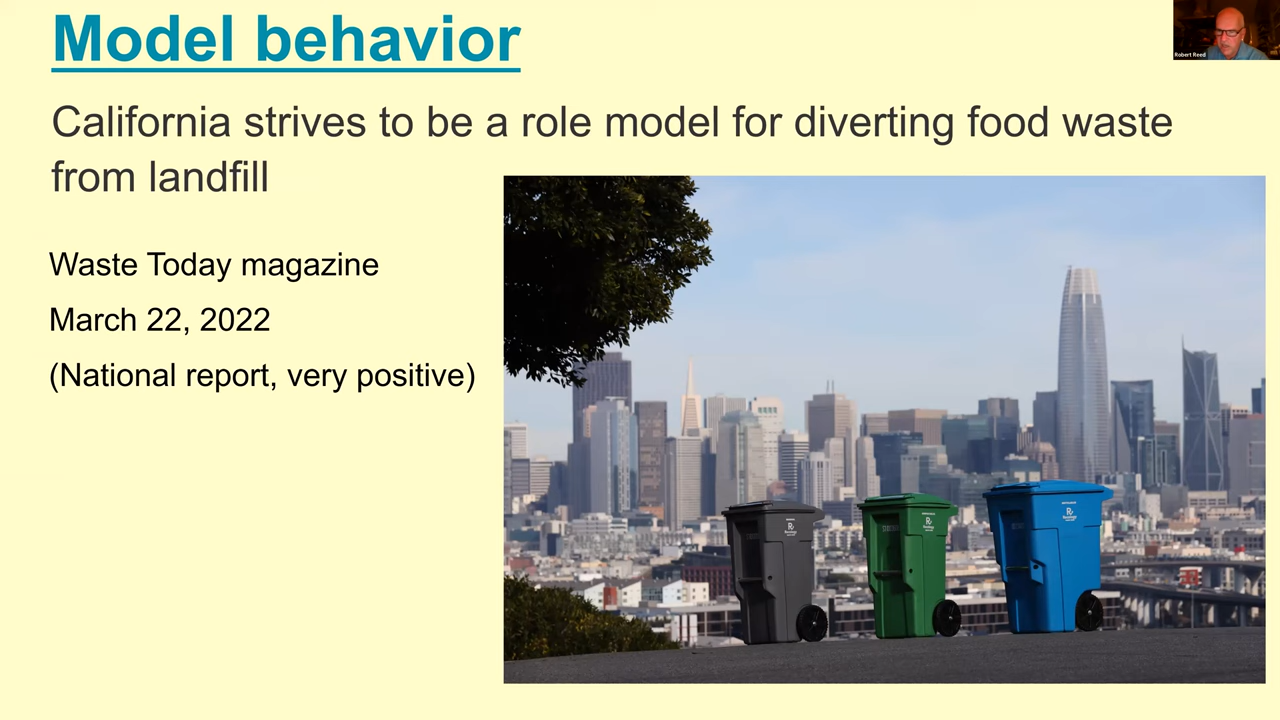 Model behavior
California strives to be a role model for diverting food waste
from landfill
Waste Today magazine
March 22, 2022
(National report, very positive)
Robert Reed